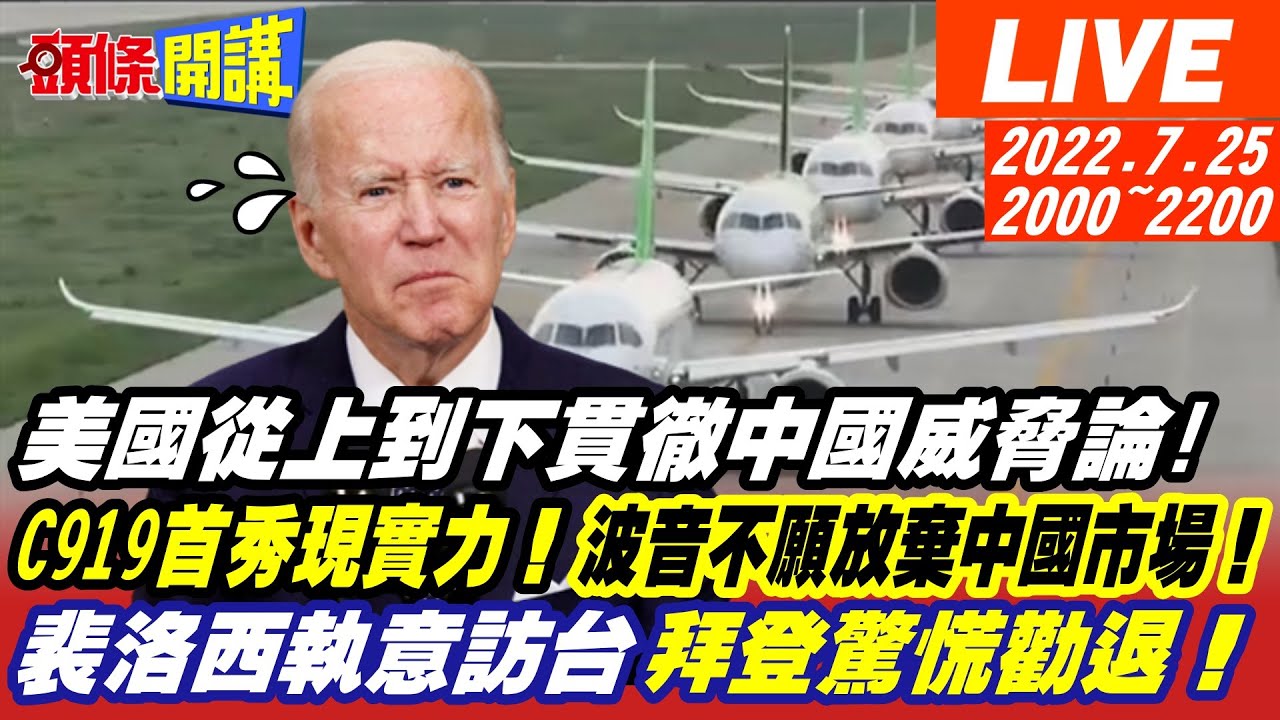 頭條開講
LIVE
2022.7.25
2000~2200
美國從上到下貫徹中國威脅論!
C919首秀現實力！波音不願放棄中國市場！
裴洛西執意訪台 拜登驚慌勸退！